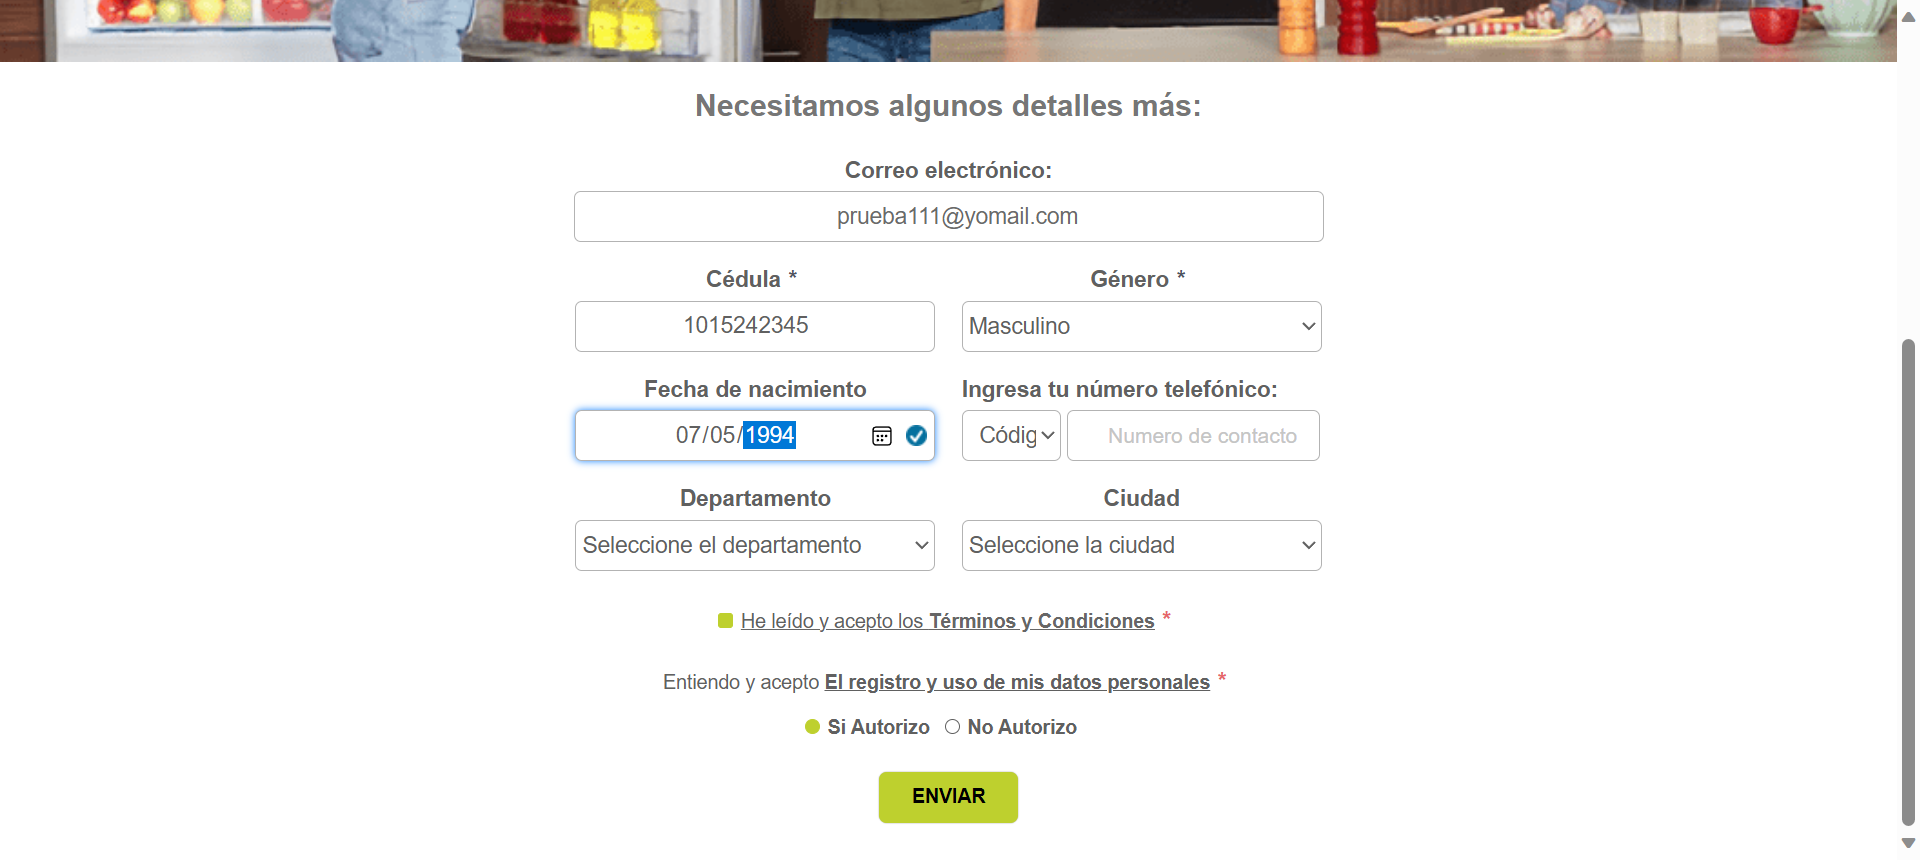 Necesitamos algunos detalles más:
Correo electrónico:
prueba111@yomail.com
Cédula * Género *
1015242345 Masculino
Fecha de nacimiento Ingresa tu número telefónico:
07/05/1994 Códig Numero de contacto
Departamento Ciudad
Seleccione el departamento Seleccione la ciudad
He leído y acepto los Términos y Condiciones *
Entiendo y acepto El registro y uso de mis datos personales *
Si Autorizo No Autorizo
ENVIAR